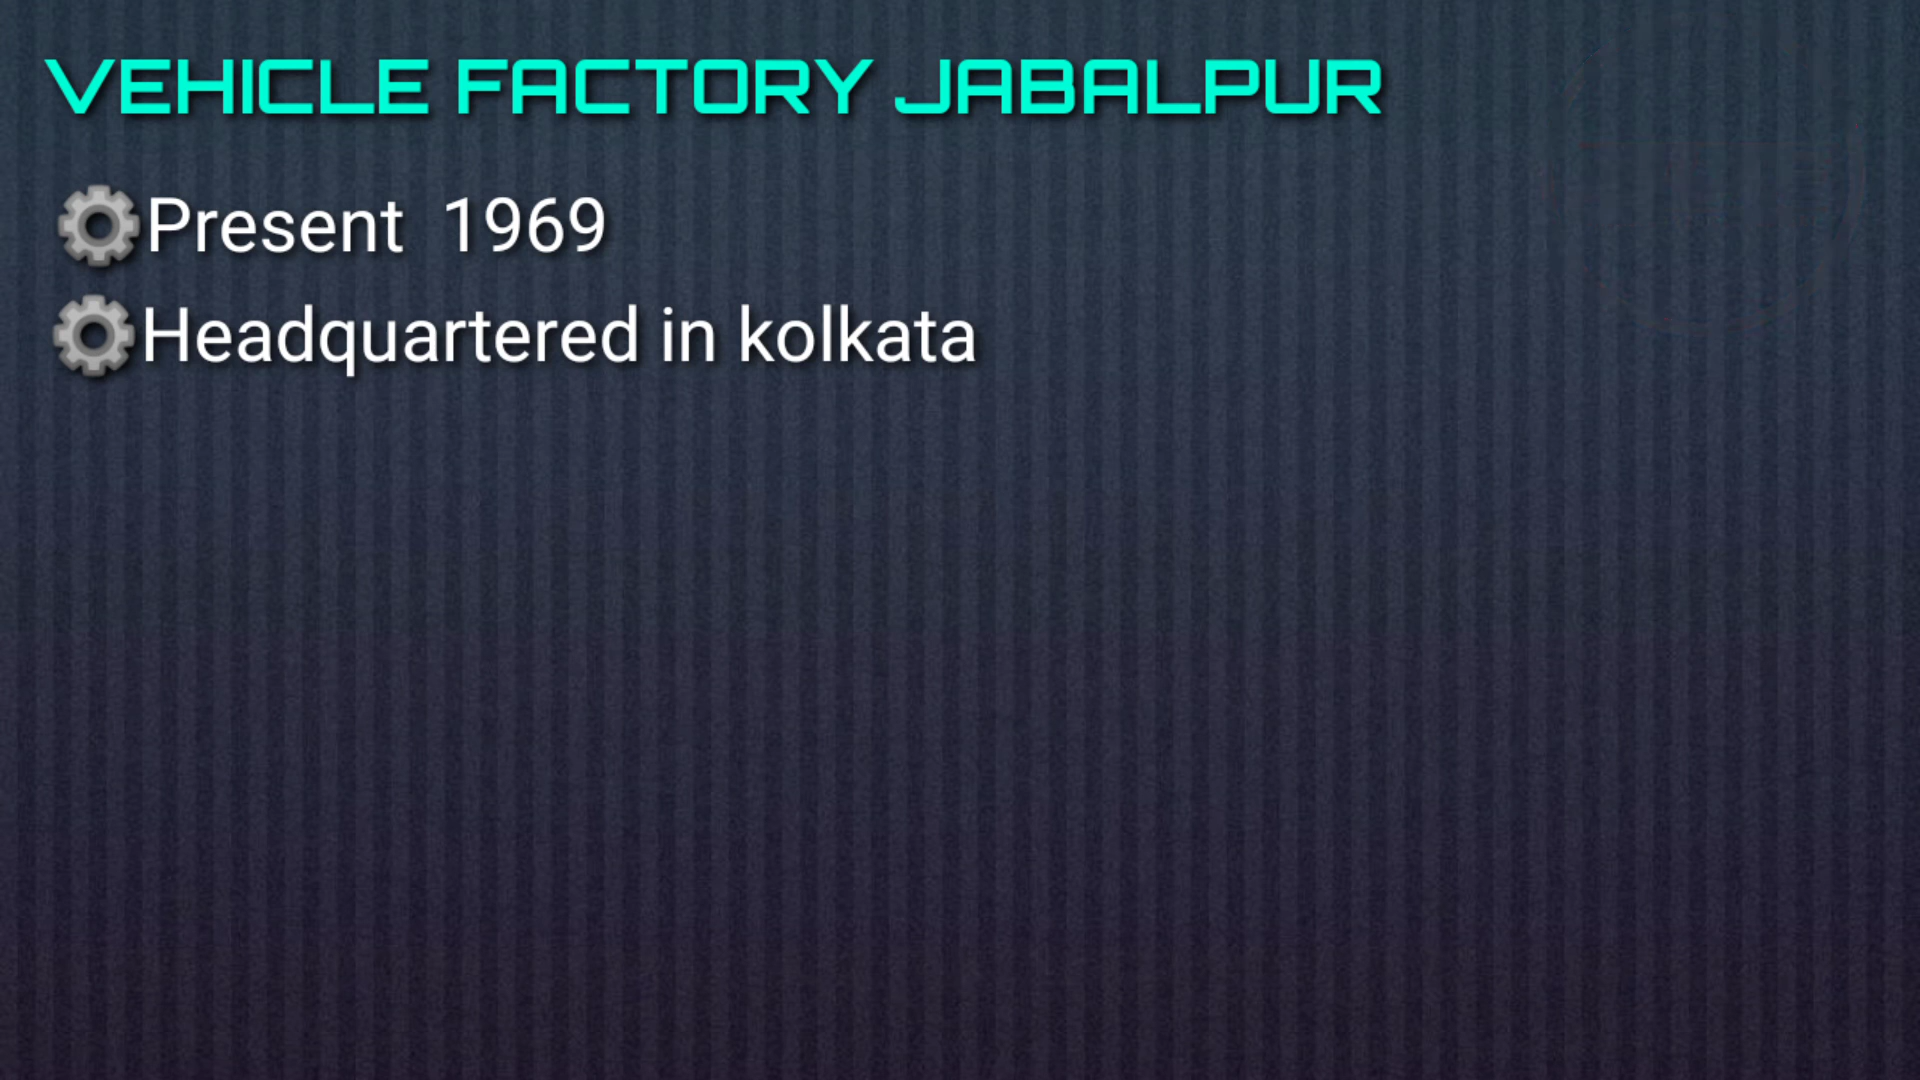 VEHICLE FACTORY JABALPUR
Present 1969
Headquartered in kolkata